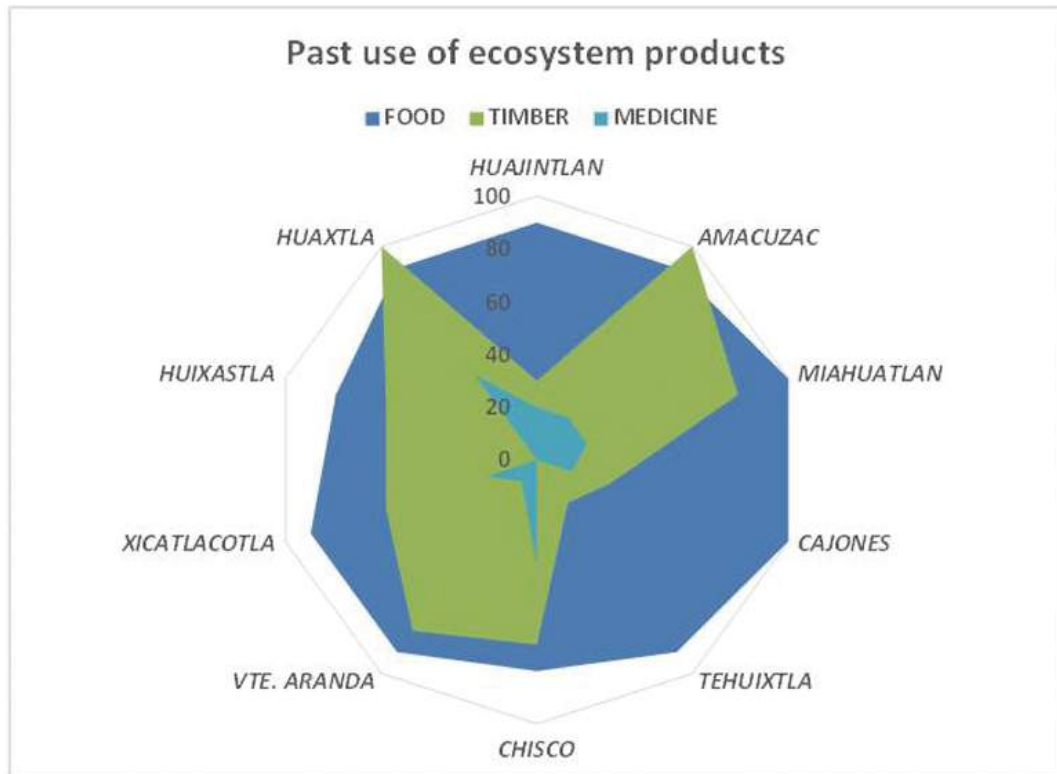 Past use of ecosystem products
FOOD TIMBER MEDICINE
HUAJINTLAN
100
HUAXTLA
80
AMACUZAC
60
40
HUIXASTLA
MIAHUATLAN
20
0
XICATLACOTLA
CAJONES
VTE. ARANDA
TEHUIXTLA
CHISCO